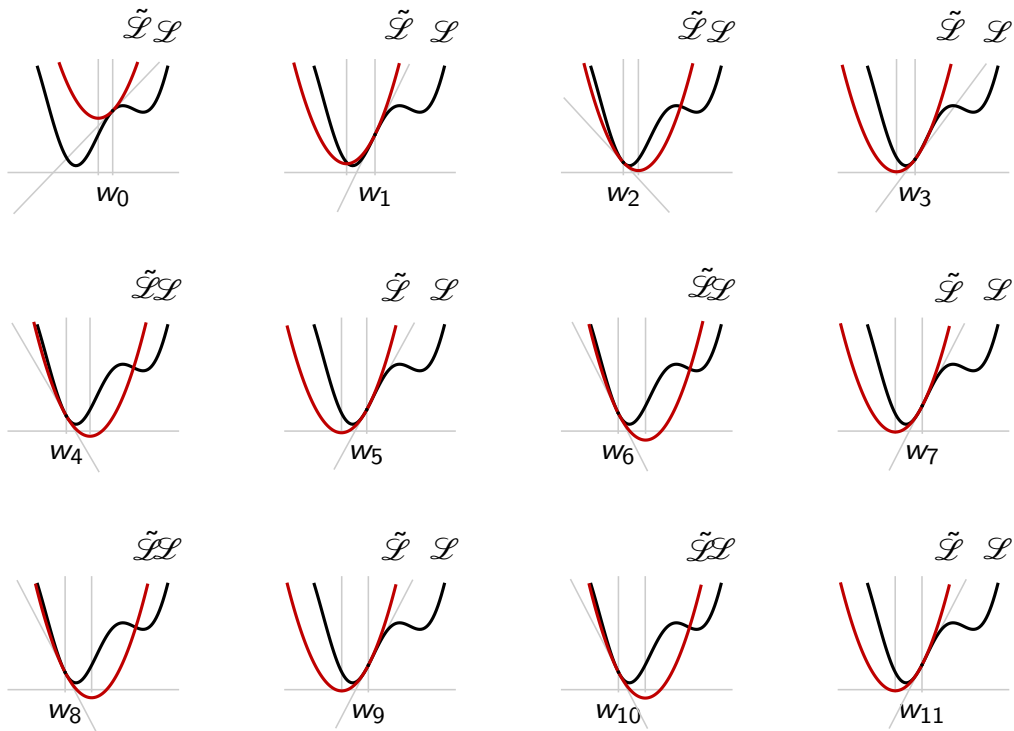 ℒ̃ ℒ ℒ̃ ℒ ℒ̃ ℒ ℒ̃ ℒ
w₀ w₁ w₂ w₃
ℒ̃ ℒ ℒ̃ ℒ ℒ̃ ℒ ℒ̃ ℒ
w₄ w₅ w₆ w₇
ℒ̃ ℒ ℒ̃ ℒ ℒ̃ ℒ ℒ̃ ℒ
w₈ w₉ w₁₀ w₁₁